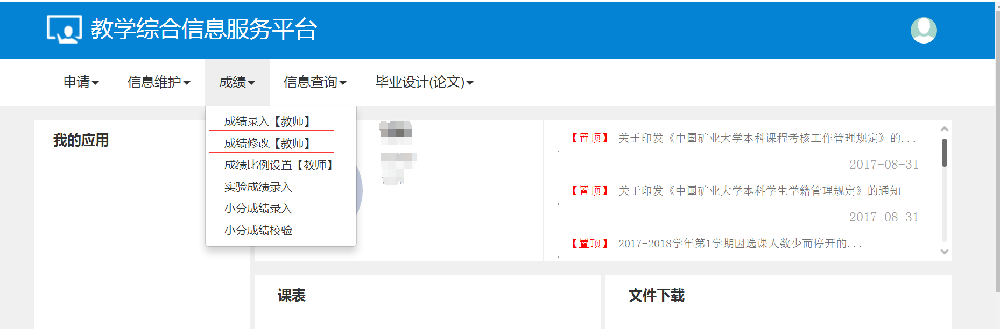 教学综合信息服务平台
申请
信息维护
成绩
信息查询
毕业设计(论文)
成绩录入【教师】
成绩修改【教师】
成绩比例设置【教师】
实验成绩录入
小分成绩录入
小分成绩校验
我的应用
【置顶】 关于印发《中国矿业大学本科课程考核工作管理规定》的...
2017-08-31
【置顶】 关于印发《中国矿业大学本科学生学籍管理规定》的通知
2017-08-31
【置顶】 2017-2018学年第1学期因选课人数少而停开的...
课表
文件下载